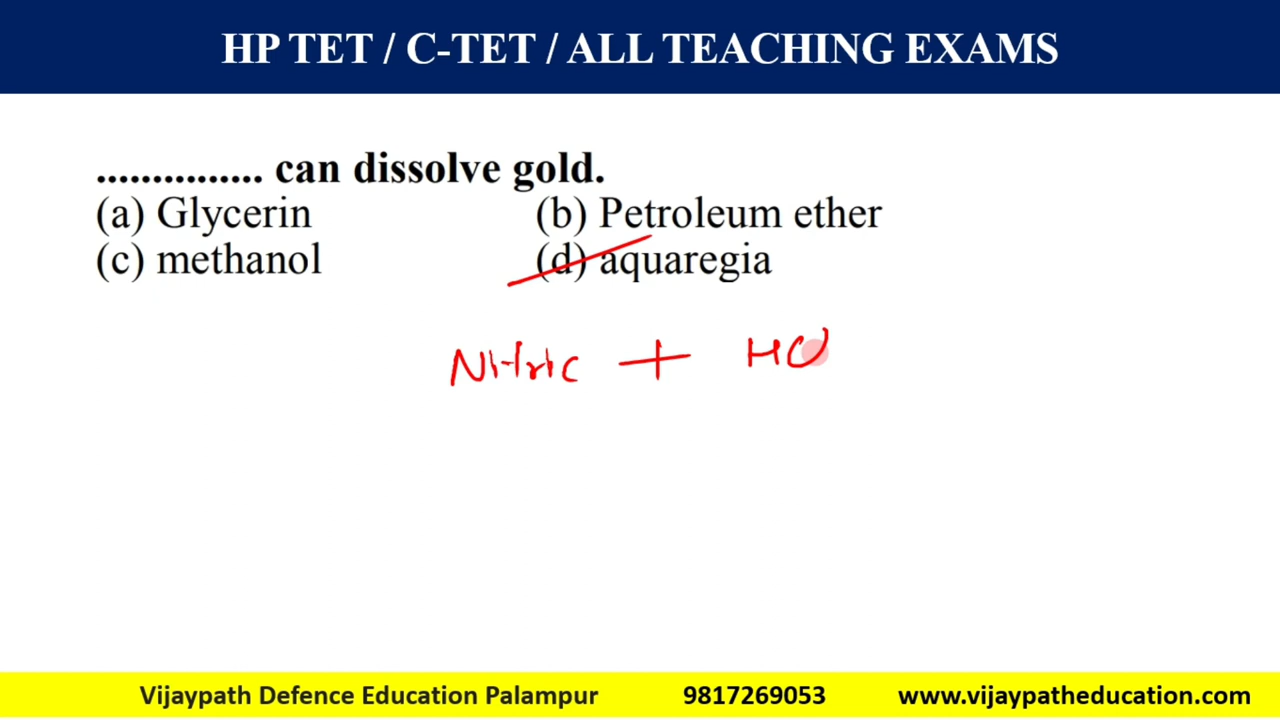 HP TET / C-TET / ALL TEACHING EXAMS
............... can dissolve gold.
(a) Glycerin (b) Petroleum ether
(c) methanol (d) aquaregia
Nitric + HCl
Vijaypath Defence Education Palampur 9817269053 www.vijaypatheducation.com